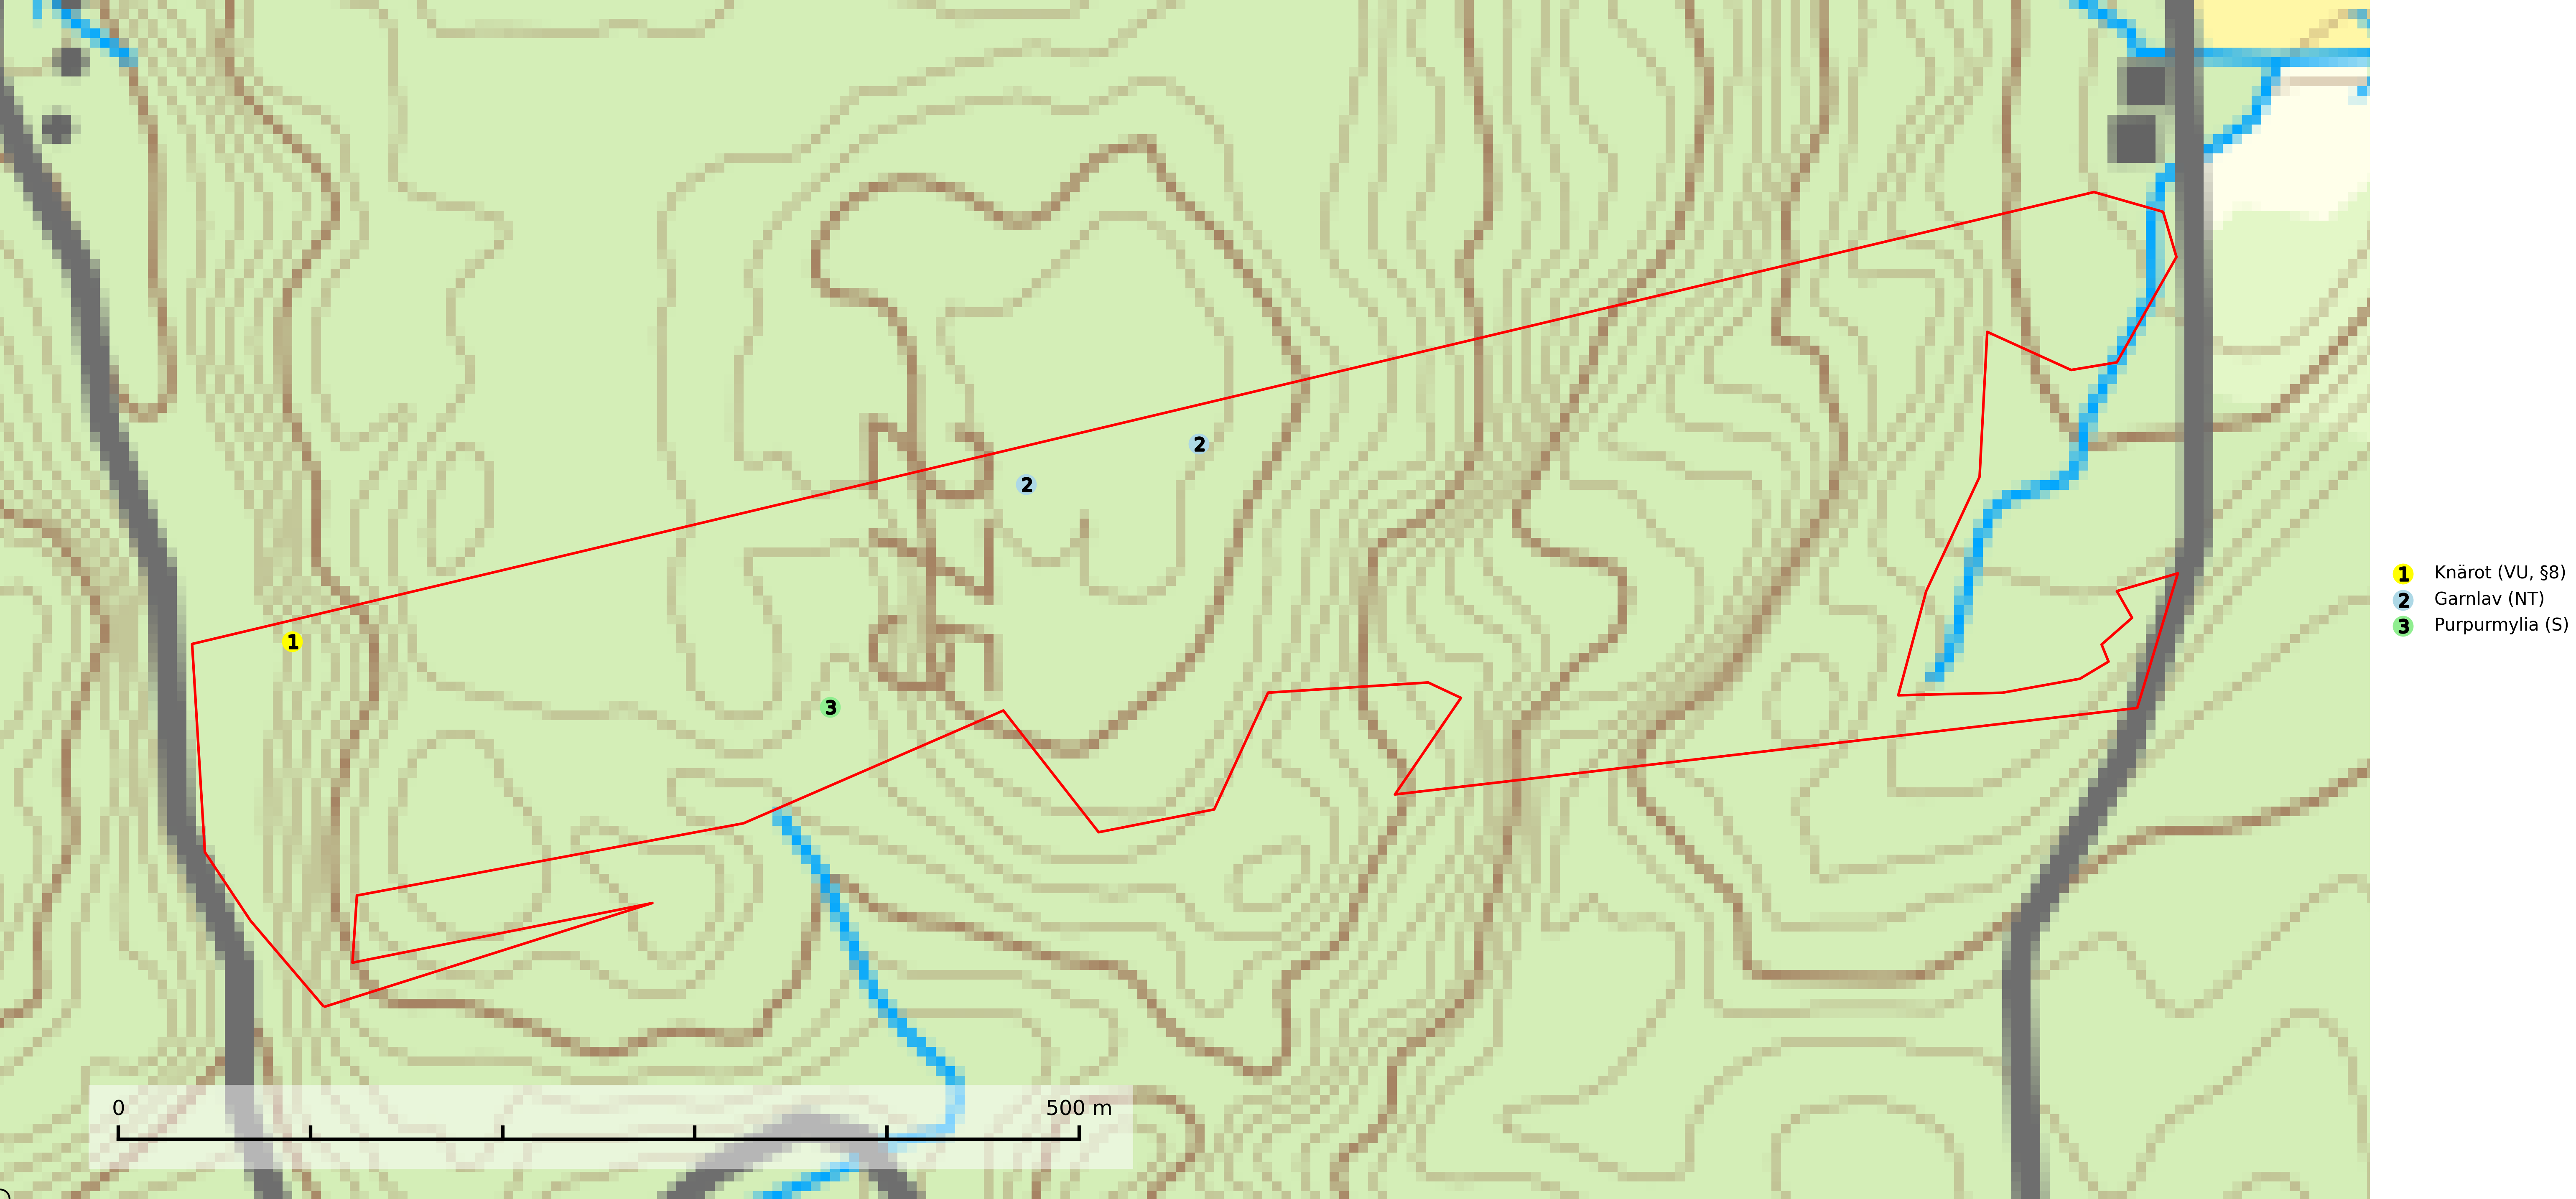 2
2
1
3
0 500 m
1 Knärot (VU, §8)
2 Garnlav (NT)
3 Purpurmylia (S)